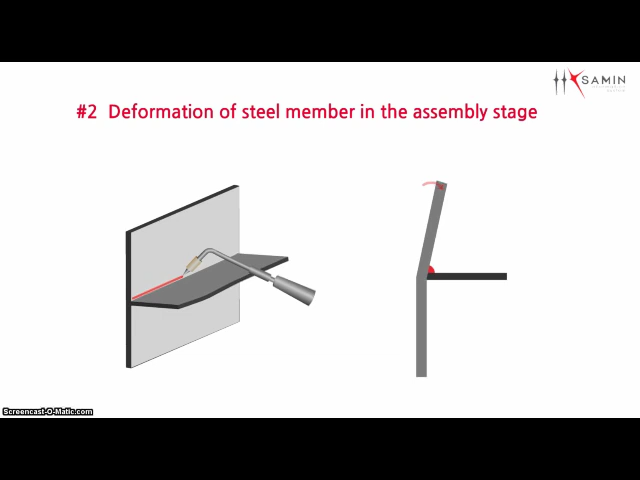 SAMIN
#2 Deformation of steel member in the assembly stage
Screencast-O-Matic.com